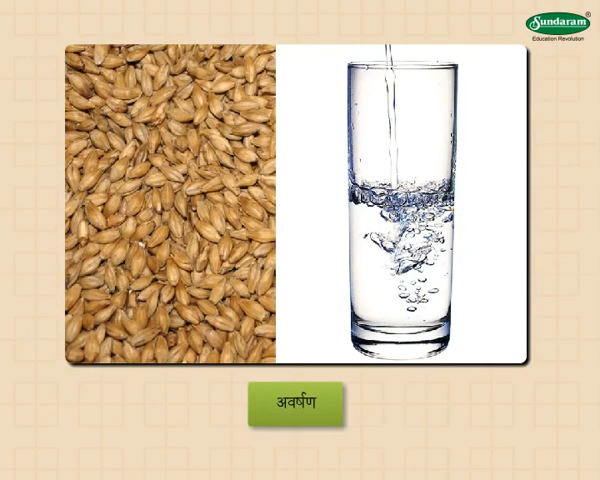 Sundaram®
Education Revolution
अवर्षण